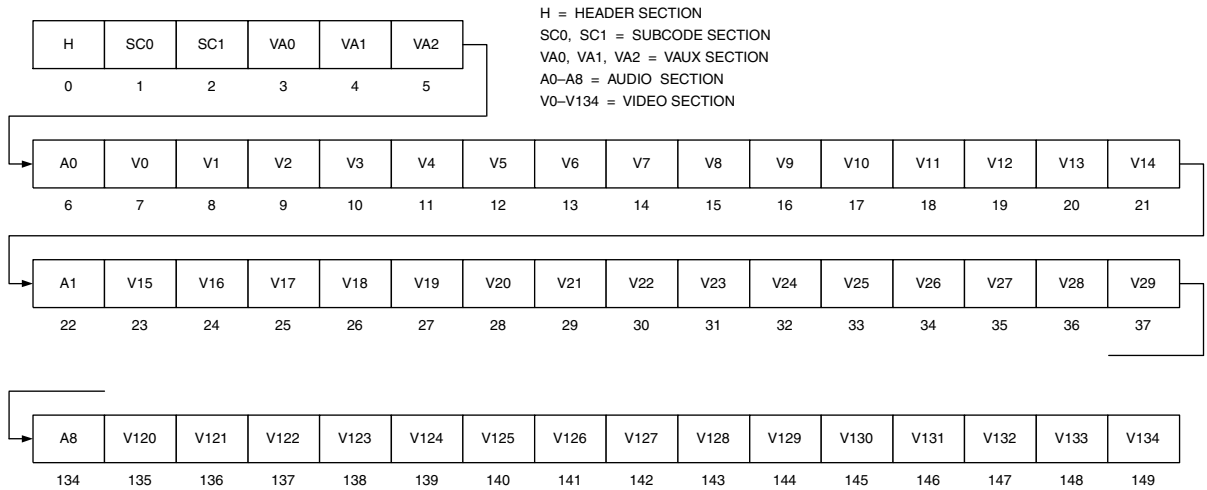 H = HEADER SECTION
SC0, SC1 = SUBCODE SECTION
VA0, VA1, VA2 = VAUX SECTION
A0–A8 = AUDIO SECTION
V0–V134 = VIDEO SECTION
H SC0 SC1 VA0 VA1 VA2
0 1 2 3 4 5
A0 V0 V1 V2 V3 V4 V5 V6 V7 V8 V9 V10 V11 V12 V13 V14
6 7 8 9 10 11 12 13 14 15 16 17 18 19 20 21
A1 V15 V16 V17 V18 V19 V20 V21 V22 V23 V24 V25 V26 V27 V28 V29
22 23 24 25 26 27 28 29 30 31 32 33 34 35 36 37
A8 V120 V121 V122 V123 V124 V125 V126 V127 V128 V129 V130 V131 V132 V133 V134
134 135 136 137 138 139 140 141 142 143 144 145 146 147 148 149